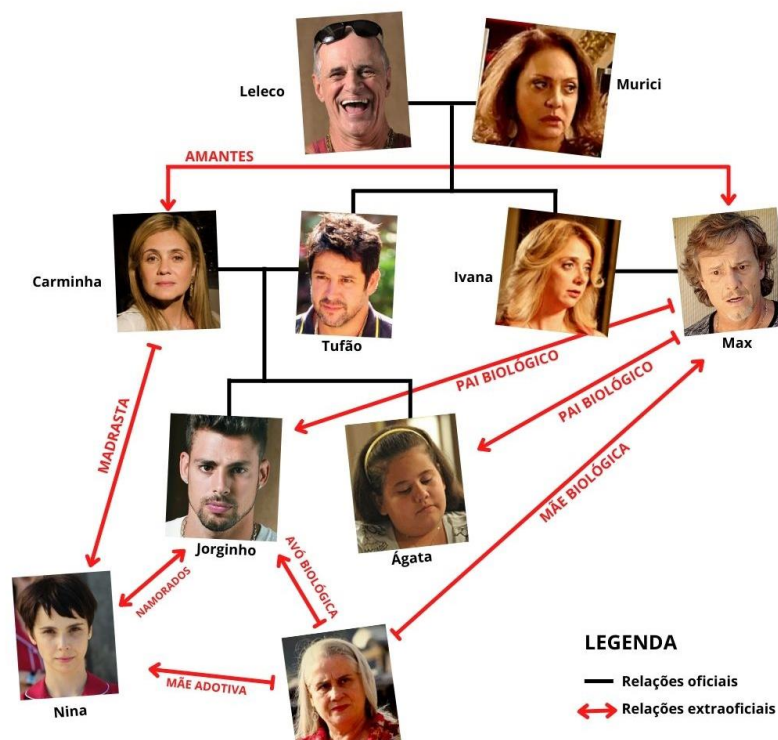 Leleco
Murici
AMANTES
Carminha
Tufão
Ivana
Max
PAI BIOLÓGICO
PAI BIOLÓGICO
MADRASTA
MÃE BIOLÓGICA
Jorginho
Ágata
NAMORADOS
AVÓ BIOLÓGICA
Nina
MÃE ADOTIVA
LEGENDA
Relações oficiais
Relações extraoficiais